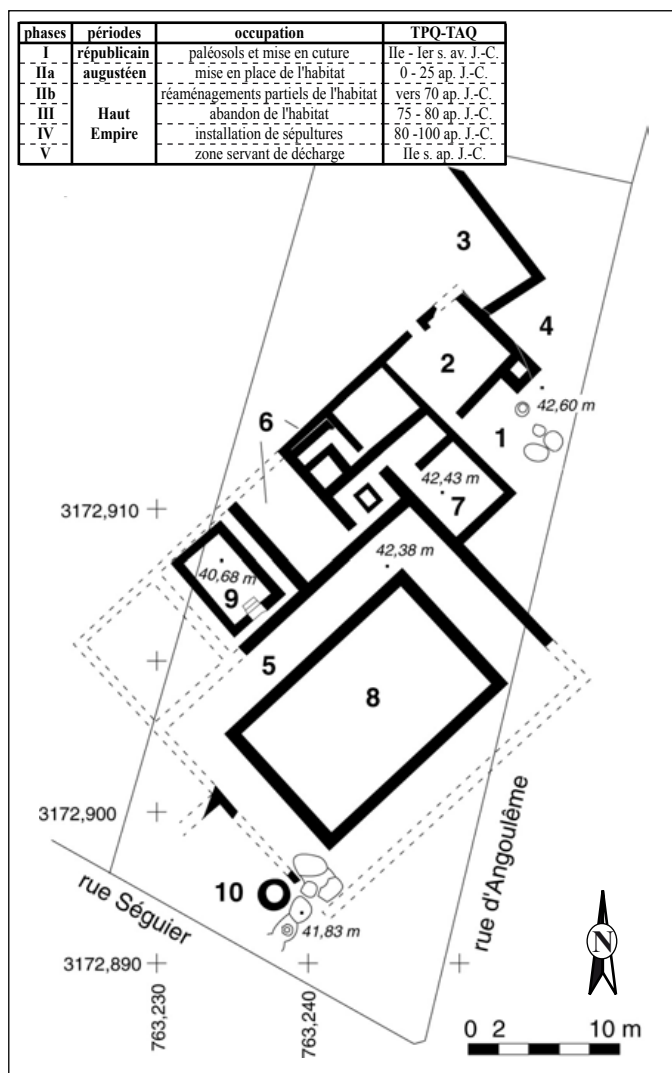 phases périodes occupation TPQ-TAQ
I républicain paléosols et mise en cuture IIe - Ier s. av. J.-C.
IIa augustéen mise en place de l'habitat 0 - 25 ap. J.-C.
IIb réaménagements partiels de l'habitat vers 70 ap. J.-C.
III Haut abandon de l'habitat 75 - 80 ap. J.-C.
IV Empire installation de sépultures 80 -100 ap. J.-C.
V zone servant de décharge IIe s. ap. J.-C.
3
4
2
42,60 m
6
1
42,43 m
7
3172,910
42,38 m
40,68 m
9
5
8
3172,900
rue d'Angoulême
10
rue Séguier
41,83 m
N
3172,890
763,230
763,240
0 2 10 m